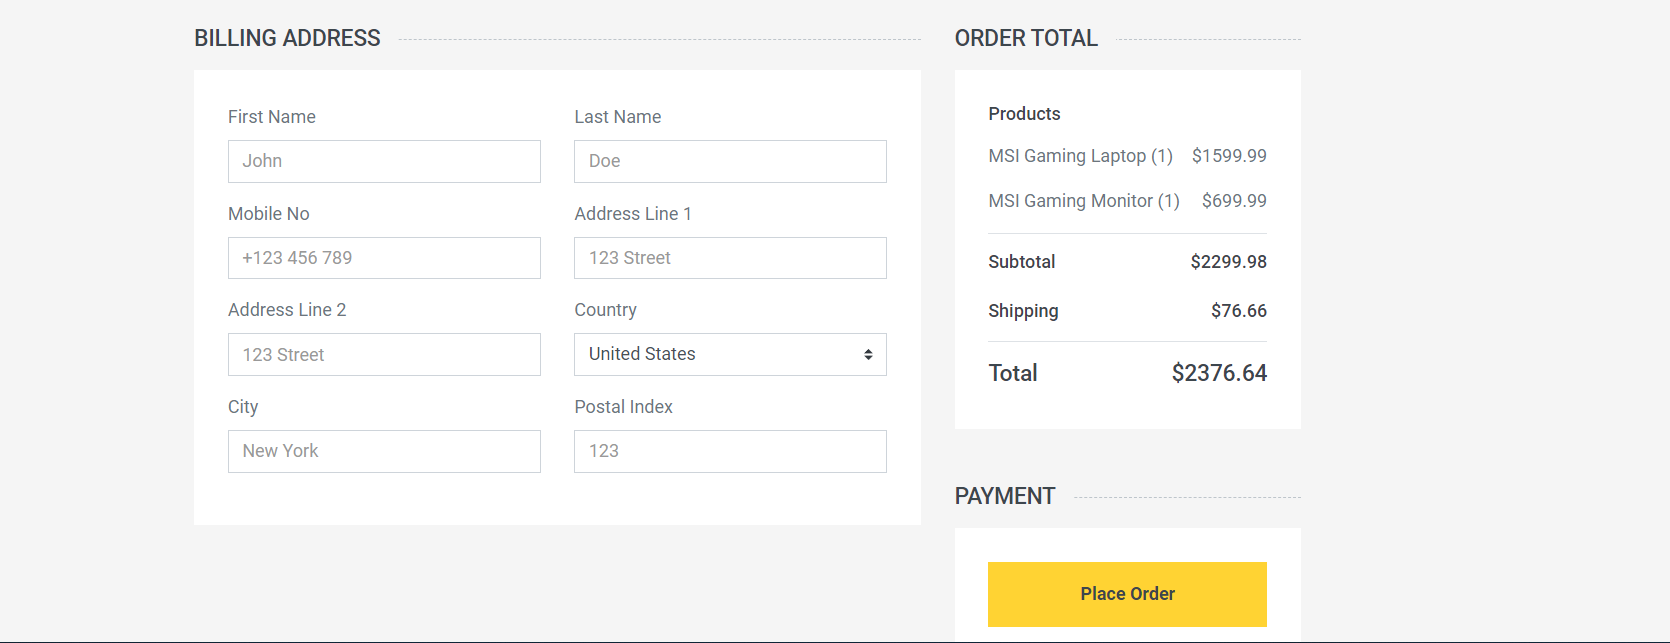 BILLING ADDRESS
First Name
Last Name
John
Doe
Mobile No
Address Line 1
+123 456 789
123 Street
Address Line 2
Country
123 Street
United States
City
Postal Index
New York
123
ORDER TOTAL
Products
MSI Gaming Laptop (1) $1599.99
MSI Gaming Monitor (1) $699.99
Subtotal $2299.98
Shipping $76.66
Total $2376.64
PAYMENT
Place Order